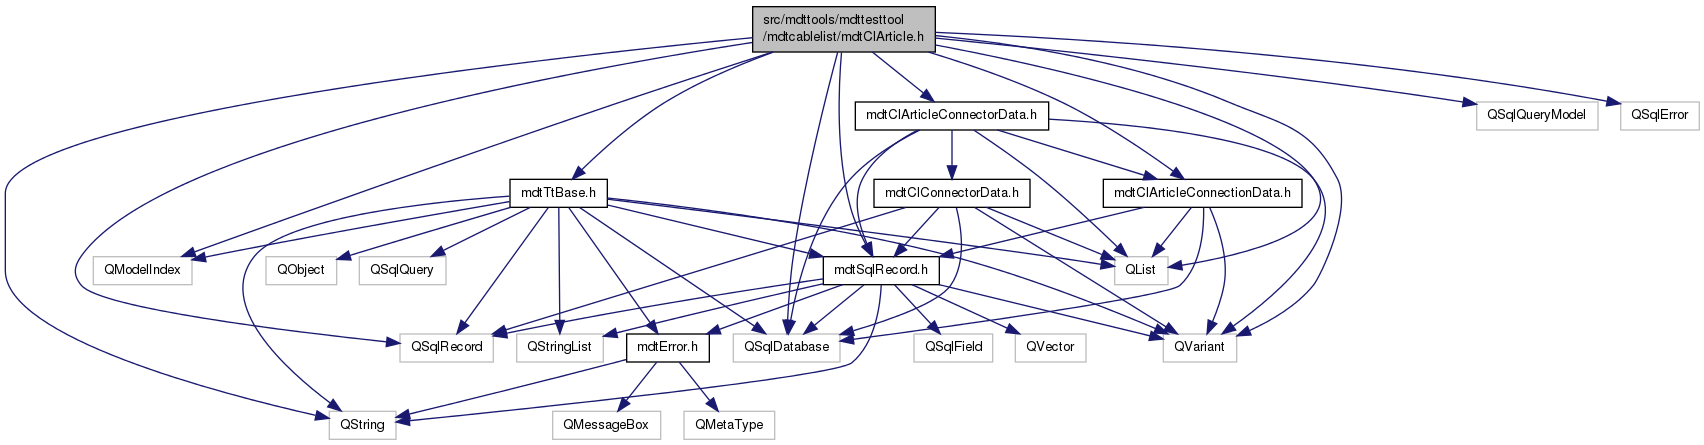 src/mdttools/mdttesttool
/mdtcablelist/mdtClArticle.h
mdtClArticleConnectorData.h
QSqlQueryModel
QSqlError
mdtTtBase.h
mdtClConnectorData.h
mdtClArticleConnectionData.h
QModelIndex
QObject
QSqlQuery
mdtSqlRecord.h
QList
QSqlRecord
QStringList
mdtError.h
QSqlDatabase
QSqlField
QVector
QVariant
QString
QMessageBox
QMetaType